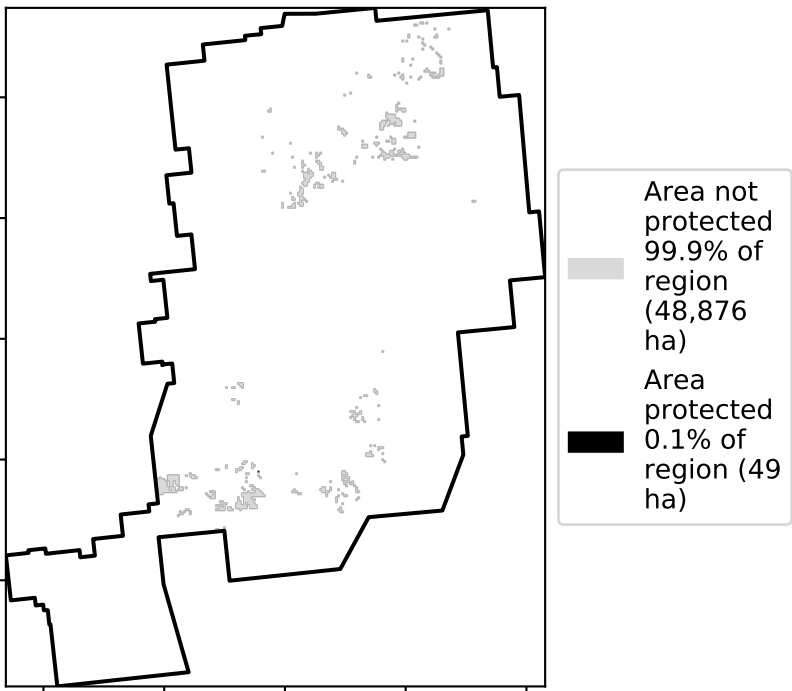 Area not
protected
99.9% of
region
(48,876
ha)
Area
protected
0.1% of
region (49
ha)